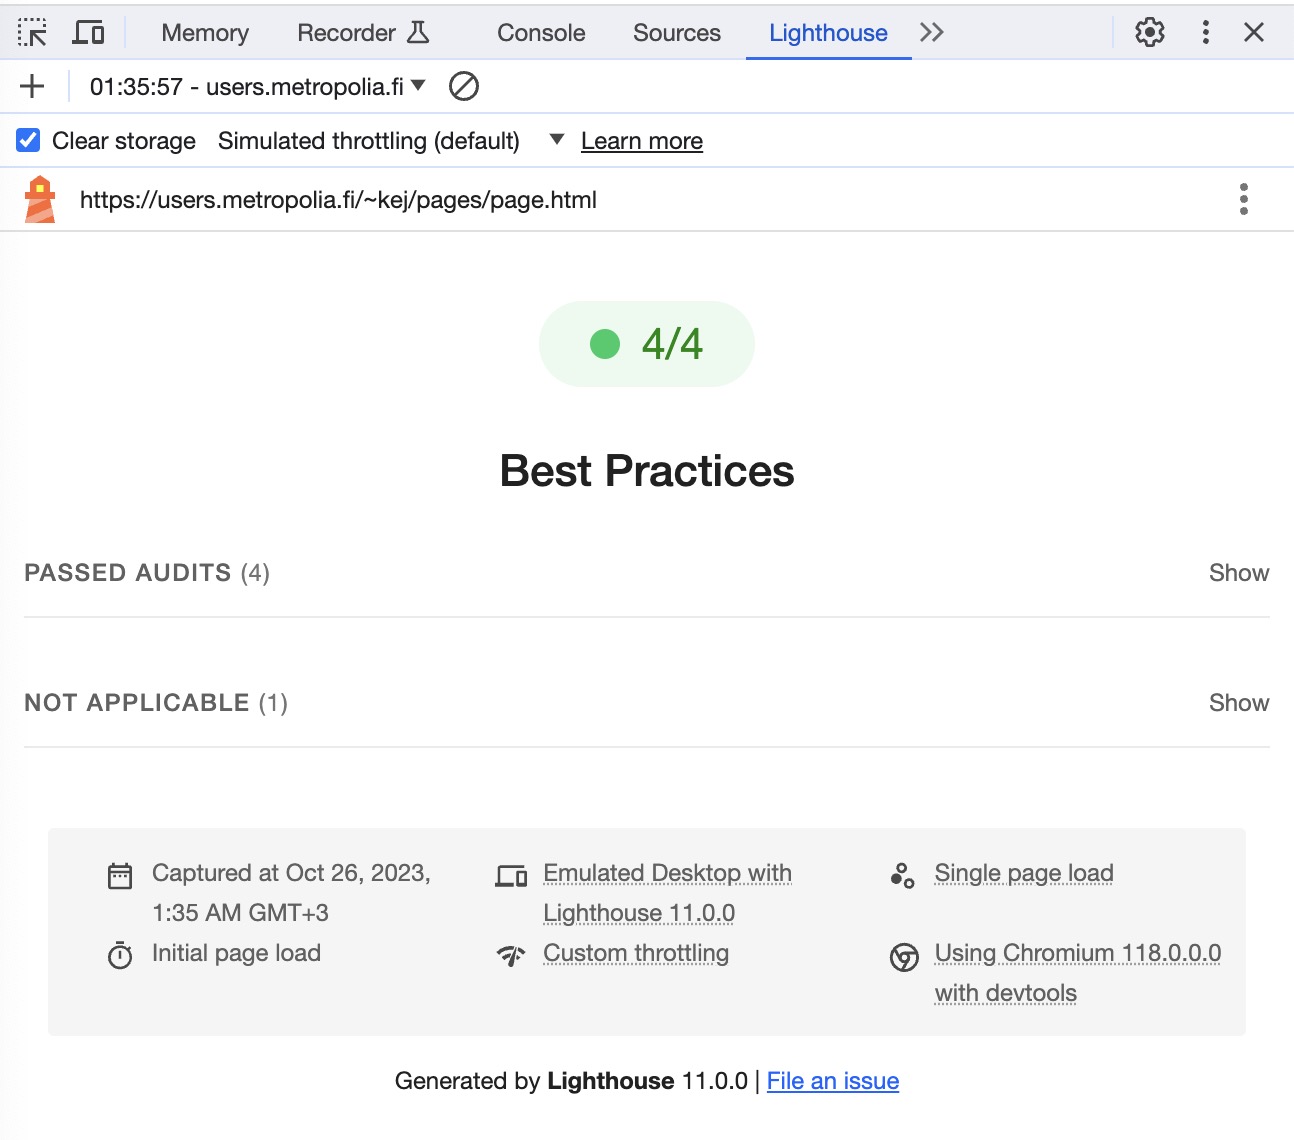 Memory Recorder Console Sources Lighthouse
01:35:57 - users.metropolia.fi
Clear storage Simulated throttling (default) Learn more
https://users.metropolia.fi/~kej/pages/page.html
4/4
Best Practices
PASSED AUDITS (4) Show
NOT APPLICABLE (1) Show
Captured at Oct 26, 2023,
1:35 AM GMT+3
Emulated Desktop with
Lighthouse 11.0.0
Single page load
Initial page load
Custom throttling
Using Chromium 118.0.0.0
with devtools
Generated by Lighthouse 11.0.0 | File an issue